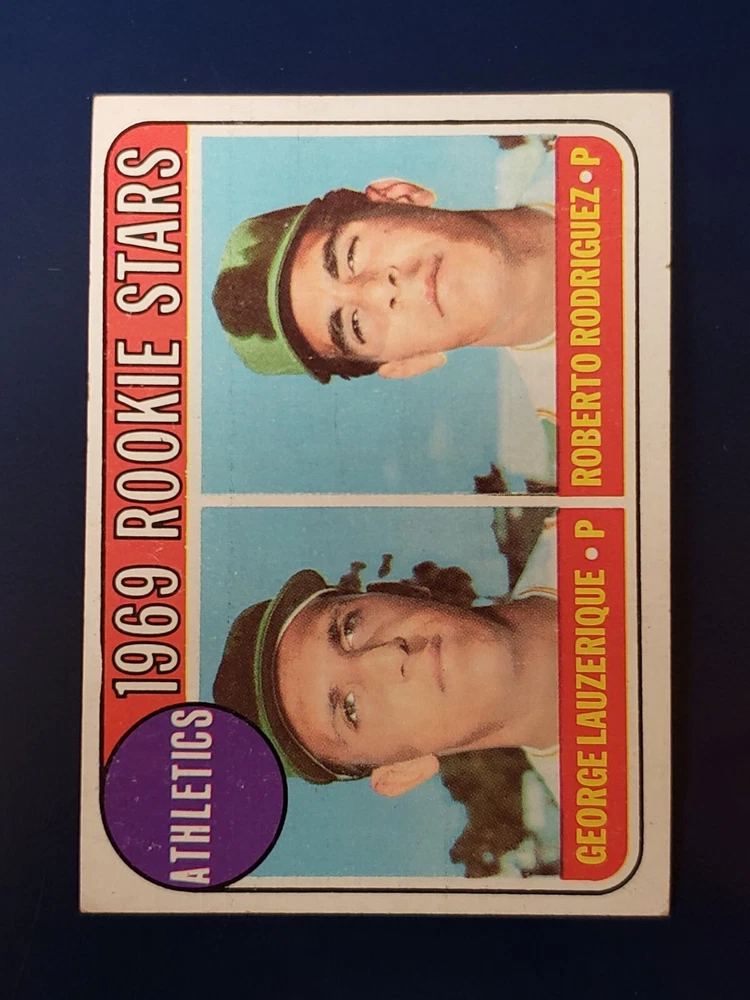 1969 ROOKIE STARS
ATHLETICS
GEORGE LAUZERIQUE • P
ROBERTO RODRIGUEZ • P